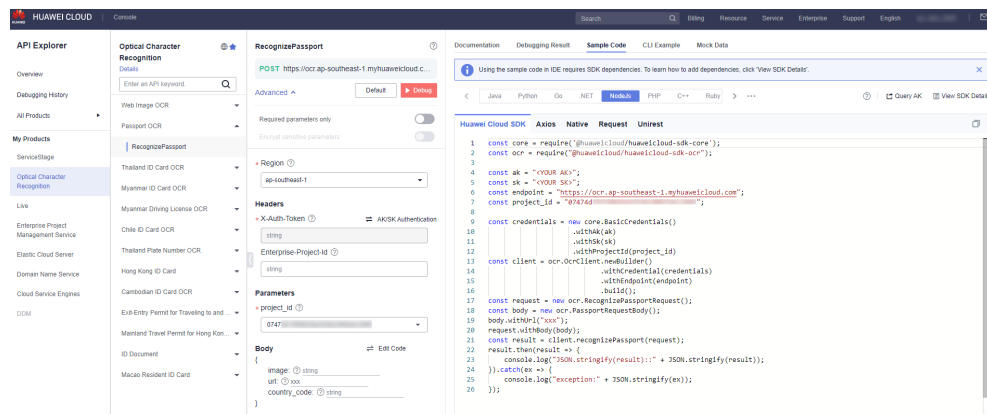 HUAWEI
HUAWEI CLOUD
Console
Search
Billing
Resource
Service
Enterprise
Support
English
API Explorer
Overview
Debugging History
All Products
My Products
ServiceStage
Optical Character
Recognition
Live
Enterprise Project
Management Service
Elastic Cloud Server
Domain Name Service
Cloud Service Engines
DDM
Optical Character
Recognition
Details
Enter an API keyword.
Web Image OCR
Passport OCR
RecognizePassport
Thailand ID Card OCR
Myanmar ID Card OCR
Myanmar Driving License OCR
Chile ID Card OCR
Thailand Plate Number OCR
Hong Kong ID Card
Cambodian ID Card OCR
Exit-Entry Permit for Traveling to and ...
Mainland Travel Permit for Hong Kon...
ID Document
Macao Resident ID Card
RecognizePassport
POST https://ocr.ap-southeast-1.myhuaweicloud.c...
Advanced
Default
Debug
Required parameters only
Encrypt sensitive parameters
* Region
ap-southeast-1
Headers
* X-Auth-Token
AK/SK Authentication
string
Enterprise-Project-Id
string
Parameters
* project_id
0747
Body
Edit Code
{
image: string
url: xxx
country_code: string
}
Documentation
Debugging Result
Sample Code
CLI Example
Mock Data
Using the sample code in IDE requires SDK dependencies. To learn how to add dependencies, click 'View SDK Details'.
Java
Python
Go
.NET
NodeJs
PHP
C++
Ruby
Query AK
View SDK Detail
Huawei Cloud SDK
Axios
Native
Request
Unirest
1 const core = require('@huaweicloud/huaweicloud-sdk-core');
2 const ocr = require("@huaweicloud/huaweicloud-sdk-ocr");
3
4 const ak = "<YOUR AK>";
5 const sk = "<YOUR SK>";
6 const endpoint = "https://ocr.ap-southeast-1.myhuaweicloud.com";
7 const project_id = "07474d";
8
9 const credentials = new core.BasicCredentials()
10 .withAk(ak)
11 .withSk(sk)
12 .withProjectId(project_id)
13 const client = ocr.OcrClient.newBuilder()
14 .withCredential(credentials)
15 .withEndpoint(endpoint)
16 .build();
17 const request = new ocr.RecognizePassportRequest();
18 const body = new ocr.PassportRequestBody();
19 body.withUrl("xxx");
20 request.withBody(body);
21 const result = client.recognizePassport(request);
22 result.then(result => {
23 console.log("JSON.stringify(result)::" + JSON.stringify(result));
24 }).catch(ex => {
25 console.log("exception:" + JSON.stringify(ex));
26 });